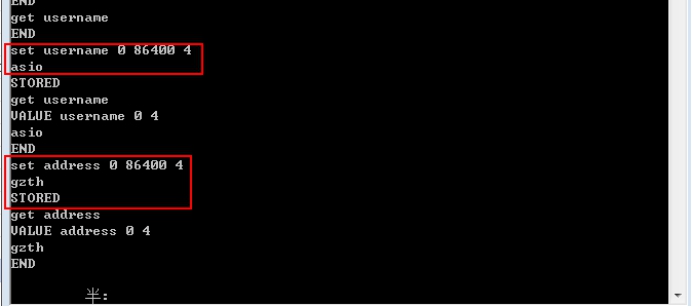 END
get username
END
set username 0 86400 4
asio
STORED
get username
VALUE username 0 4
asio
END
set address 0 86400 4
gzth
STORED
get address
VALUE address 0 4
gzth
END
半: